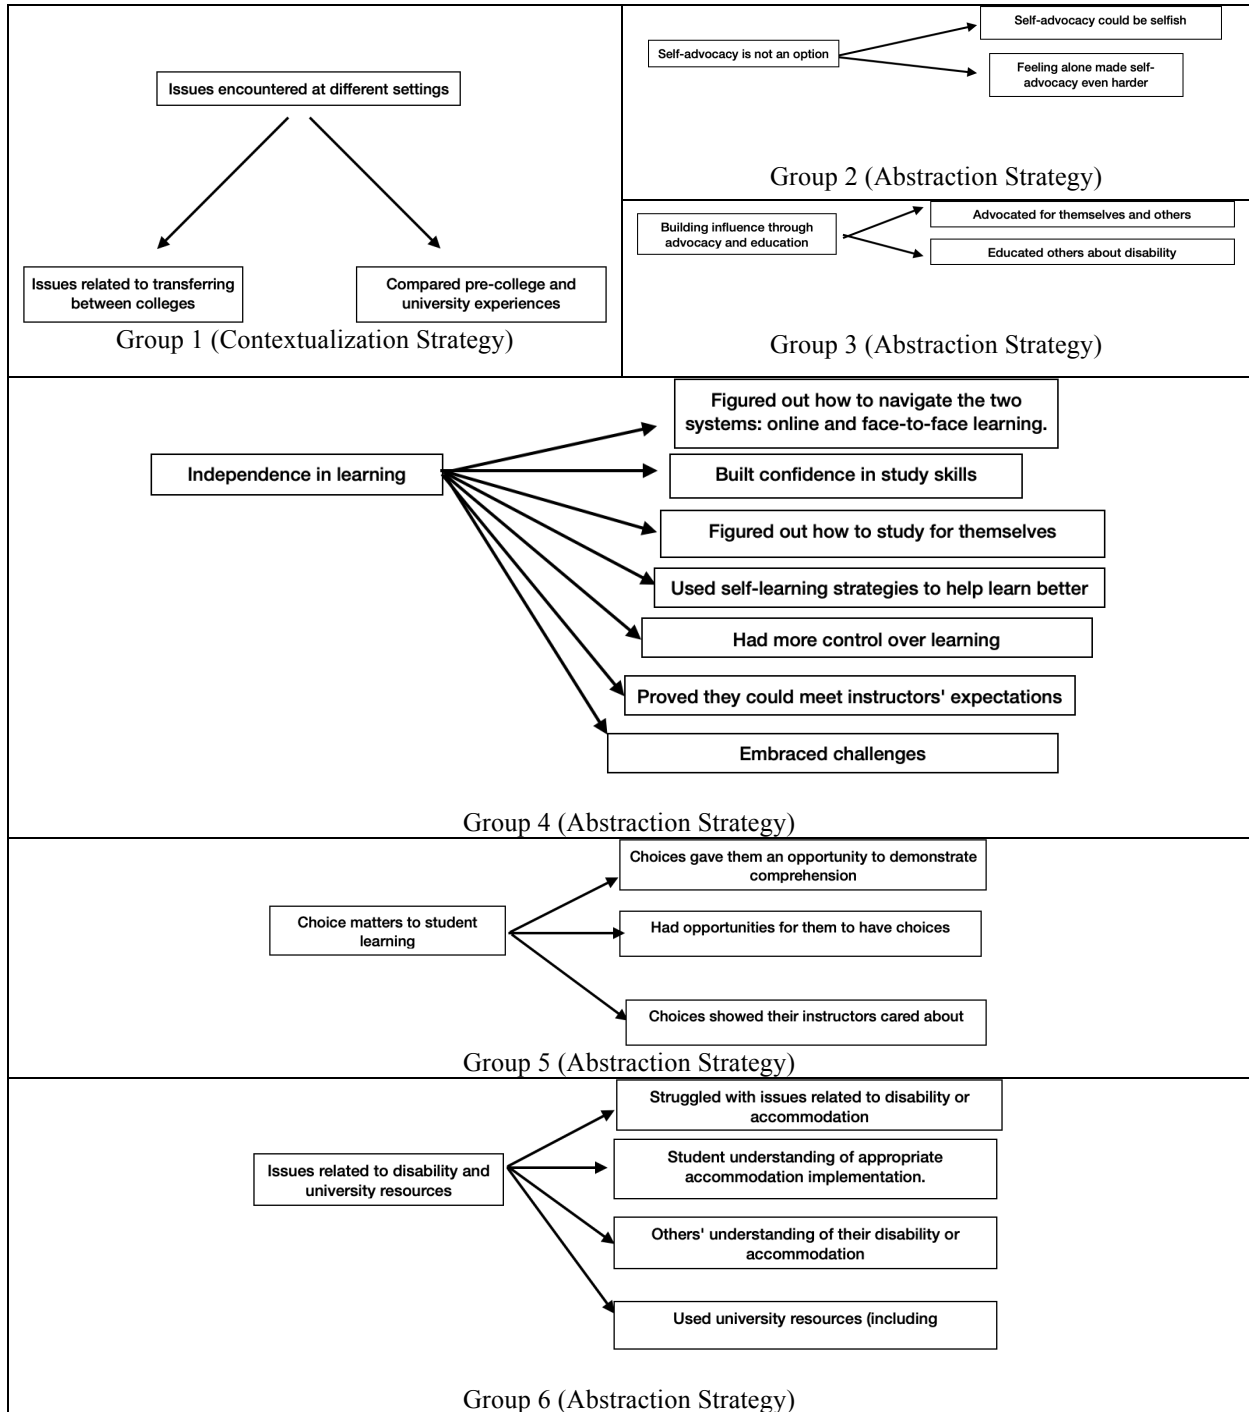 Issues encountered at different settings
Issues related to transferring
between colleges
Compared pre-college and
university experiences
Group 1 (Contextualization Strategy)
Self-advocacy is not an option
Self-advocacy could be selfish
Feeling alone made self-
advocacy even harder
Group 2 (Abstraction Strategy)
Building influence through
advocacy and education
Advocated for themselves and others
Educated others about disability
Group 3 (Abstraction Strategy)
Independence in learning
Figured out how to navigate the two
systems: online and face-to-face learning.
Built confidence in study skills
Figured out how to study for themselves
Used self-learning strategies to help learn better
Had more control over learning
Proved they could meet instructors' expectations
Embraced challenges
Group 4 (Abstraction Strategy)
Choice matters to student
learning
Choices gave them an opportunity to demonstrate
comprehension
Had opportunities for them to have choices
Choices showed their instructors cared about
Group 5 (Abstraction Strategy)
Issues related to disability and
university resources
Struggled with issues related to disability or
accommodation
Student understanding of appropriate
accommodation implementation.
Others' understanding of their disability or
accommodation
Used university resources (including
Group 6 (Abstraction Strategy)